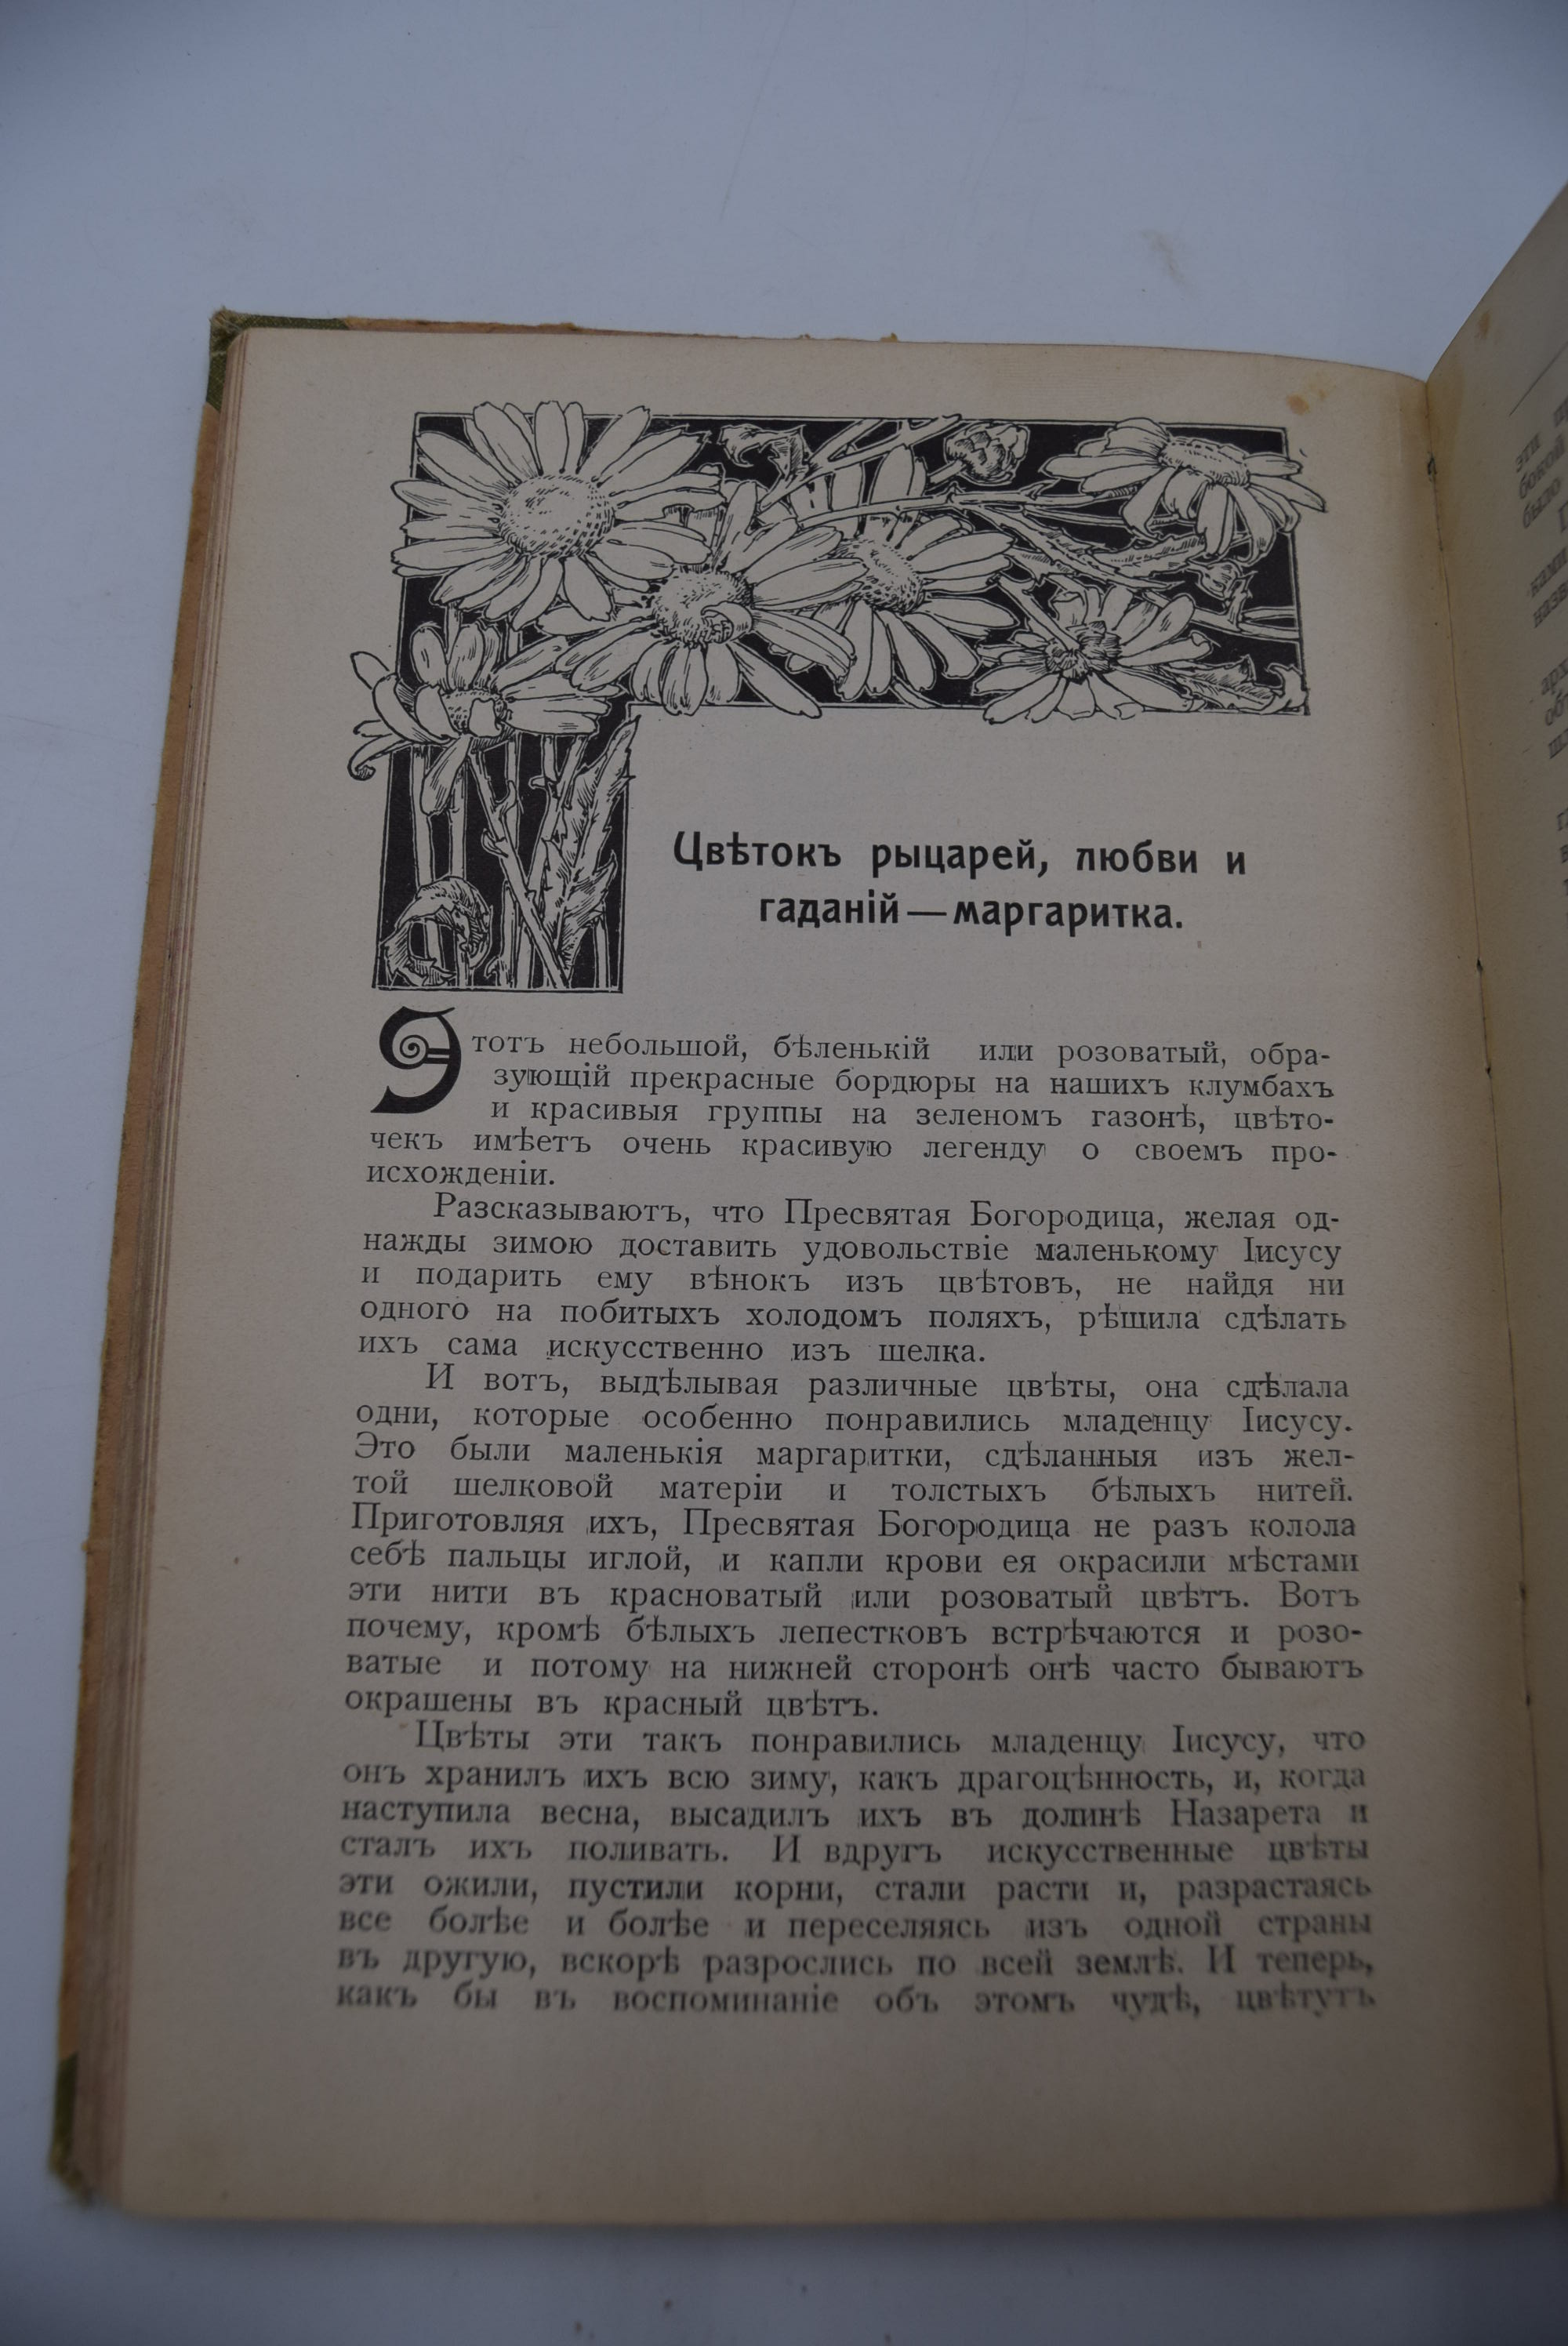 Цвѣтокъ рыцарей, любви и
гаданій—маргаритка.
Этотъ небольшой, бѣленькій или розоватый, обра-
зующій прекрасные бордюры на нашихъ клумбахъ
и красивыя группы на зеленомъ газонѣ, цвѣто-
чекъ имѣетъ очень красивую легенду о своемъ про-
исхожденіи.
Разсказываютъ, что Пресвятая Богородица, желая од-
нажды зимою доставить удовольствіе маленькому Іисусу
и подарить ему вѣнокъ изъ цвѣтовъ, не найдя ни
одного на побитыхъ холодомъ поляхъ, рѣшила сдѣлать
ихъ сама искусственно изъ шелка.
И вотъ, выдѣлывая различные цвѣты, она сдѣлала
одни, которые особенно понравились младенцу Іисусу.
Это были маленькія маргаритки, сдѣланныя изъ жел-
той шелковой матеріи и толстыхъ бѣлыхъ нитей.
Приготовляя ихъ, Пресвятая Богородица не разъ колола
себѣ пальцы иглой, и капли крови ея окрасили мѣстами
эти нити въ красноватый или розоватый цвѣтъ. Вотъ
почему, кромѣ бѣлыхъ лепестковъ встрѣчаются и розо-
ватые и потому на нижней сторонѣ онѣ часто бываютъ
окрашены въ красный цвѣтъ.
Цвѣты эти такъ понравились младенцу Іисусу, что
онъ хранилъ ихъ всю зиму, какъ драгоцѣнность, и, когда
наступила весна, высадилъ ихъ въ долинѣ Назарета и
сталъ ихъ поливать. И вдругъ искусственные цвѣты
эти ожили, пустили корни, стали расти и, разрастаясь
все болѣе и болѣе и переселяясь изъ одной страны
въ другую, вскорѣ разрослись по всей землѣ. И теперь,
какъ бы въ воспоминаніе объ этомъ чудѣ, цвѣтутъ
эти
было